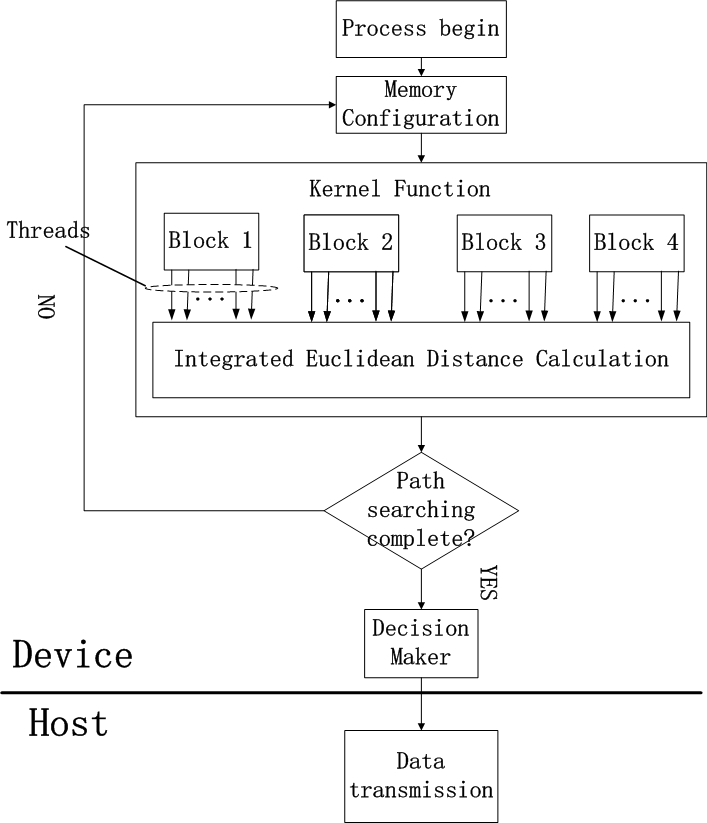 Process begin
Memory
Configuration
Kernel Function
Threads
Block 1
Block 2
Block 3
Block 4
...
...
...
...
NO
Integrated Euclidean Distance Calculation
Path
searching
complete?
YES
Decision
Maker
Device
Host
Data
transmission